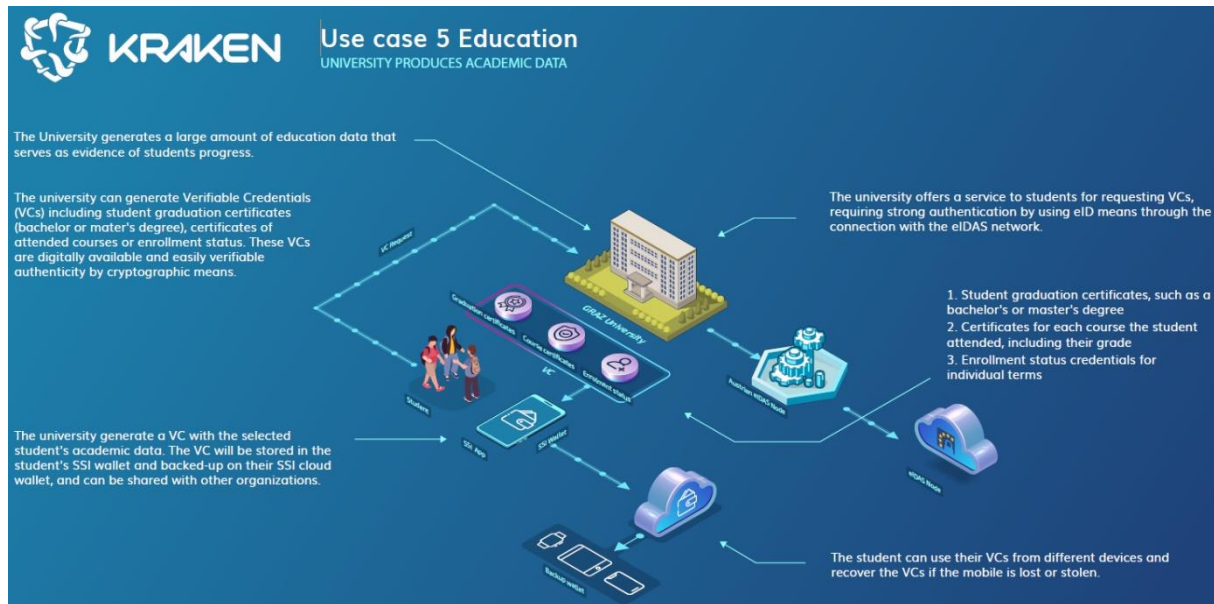 KRAKEN
Use case 5 Education
UNIVERSITY PRODUCES ACADEMIC DATA
The University generates a large amount of education data that
serves as evidence of students progress.
The university can generate Verifiable Credentials
(VCs) including student graduation certificates
(bachelor or mater's degree), certificates of
attended courses or enrollment status. These VCs
are digitally available and easily verifiable
authenticity by cryptographic means.
The university offers a service to students for requesting VCs,
requiring strong authentication by using eID means through the
connection with the eIDAS network.
VC Request
GRAZ University
Graduation certificates
Course certificates
Enrollment status
VC
Student
Austrian eIDAS Node
eIDAS Node
1. Student graduation certificates, such as a
bachelor's or master's degree
2. Certificates for each course the student
attended, including their grade
3. Enrollment status credentials for
individual terms
The university generate a VC with the selected
student's academic data. The VC will be stored in the
student's SSI wallet and backed-up on their SSI cloud
wallet, and can be shared with other organizations.
SSI App
SSI Wallet
Backup wallet
The student can use their VCs from different devices and
recover the VCs if the mobile is lost or stolen.